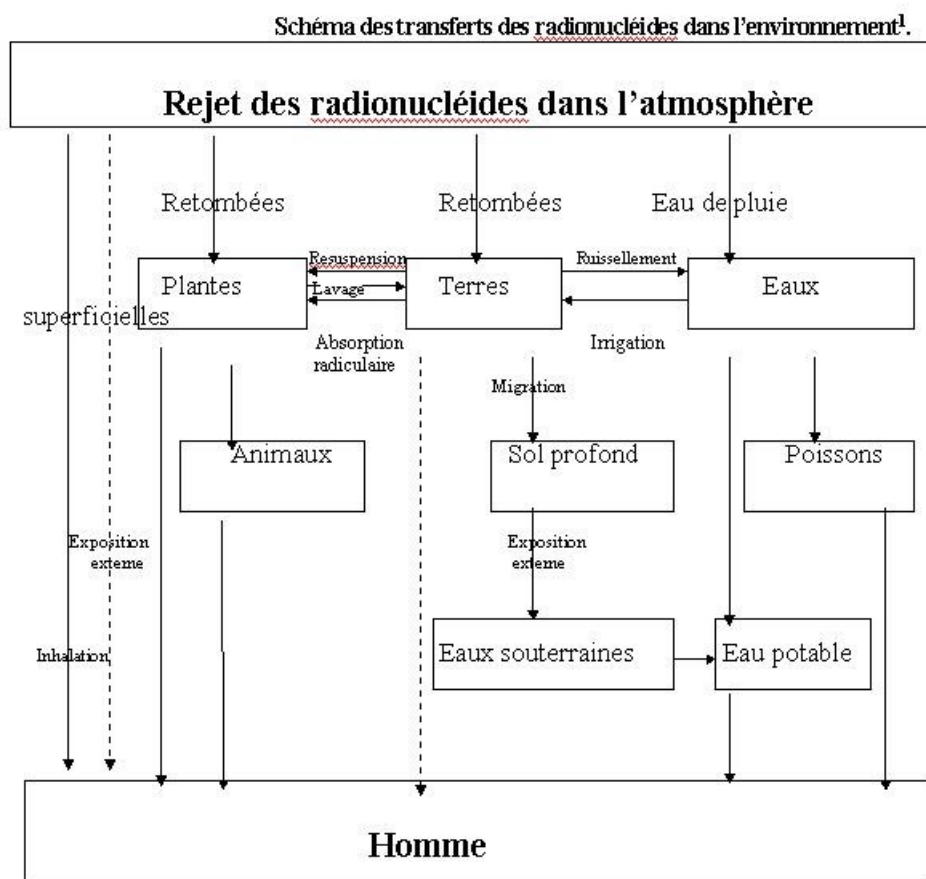 Schéma des transferts des radionucléides dans l'environnement¹.
Rejet des radionucléides dans l'atmosphère
Retombées
Retombées
Eau de pluie
Resuspension
Ruissellement
Plantes
Lavage
Terres
Eaux
superficielles
Absorption
radiculaire
Irrigation
Migration
Animaux
Sol profond
Poissons
Exposition
externe
Exposition
externe
Inhalation
Eaux souterraines
Eau potable
Homme